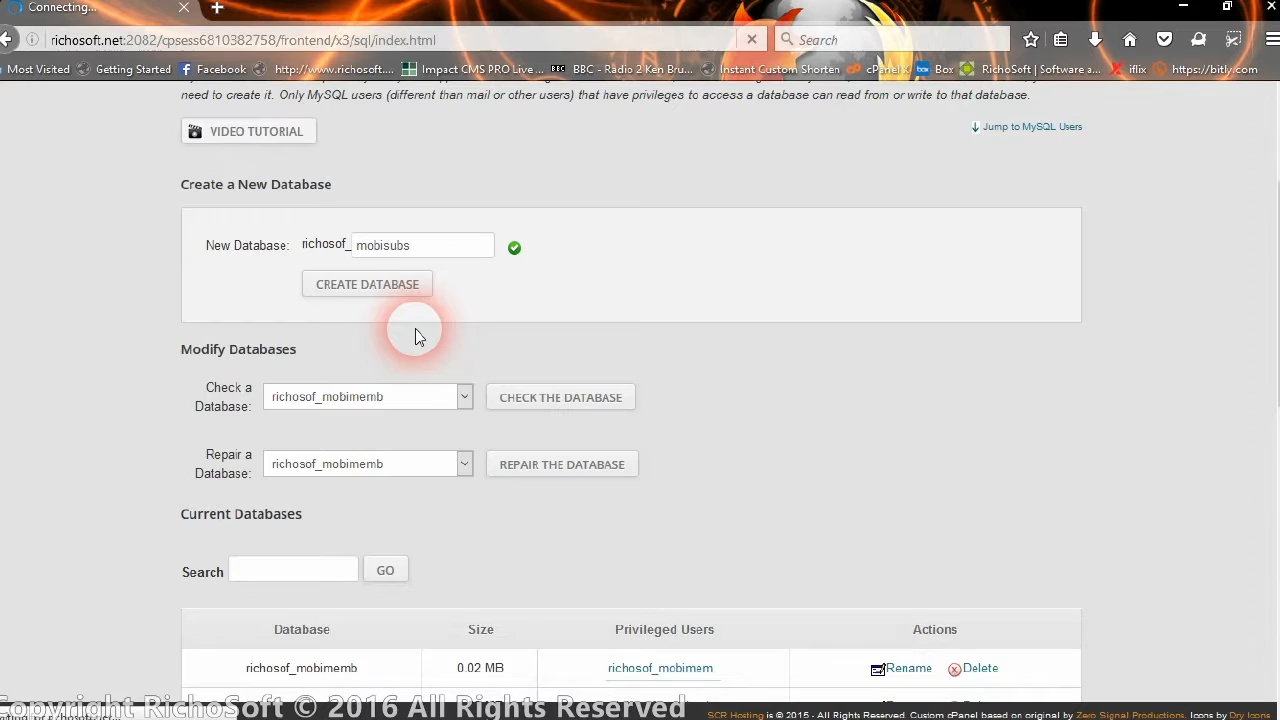 Connecting...
richosoft.net:2082/cpsess6810382758/frontend/x3/sql/index.html
Search
Most Visited Getting Started Facebook http://www.richosoft.... Impact CMS PRO Live ... BBC - Radio 2 Ken Bru... Instant Custom Shorten cPanel X Box RichoSoft | Software a... iflix https://bitly.com
need to create it. Only MySQL users (different than mail or other users) that have privileges to access a database can read from or write to that database.
VIDEO TUTORIAL
Jump to MySQL Users
Create a New Database
New Database: richosof_ mobisubs
CREATE DATABASE
Modify Databases
Check a
Database: richosof_mobimemb CHECK THE DATABASE
Repair a
Database: richosof_mobimemb REPAIR THE DATABASE
Current Databases
Search GO
Database Size Privileged Users Actions
richosof_mobimemb 0.02 MB richosof_mobimem Rename Delete
Copyright RichoSoft © 2016 All Rights Reserved
SCR Hosting is © 2015 - All Rights Reserved. Custom cPanel based on original by Zero Signal Productions. Icons by Dry Icons